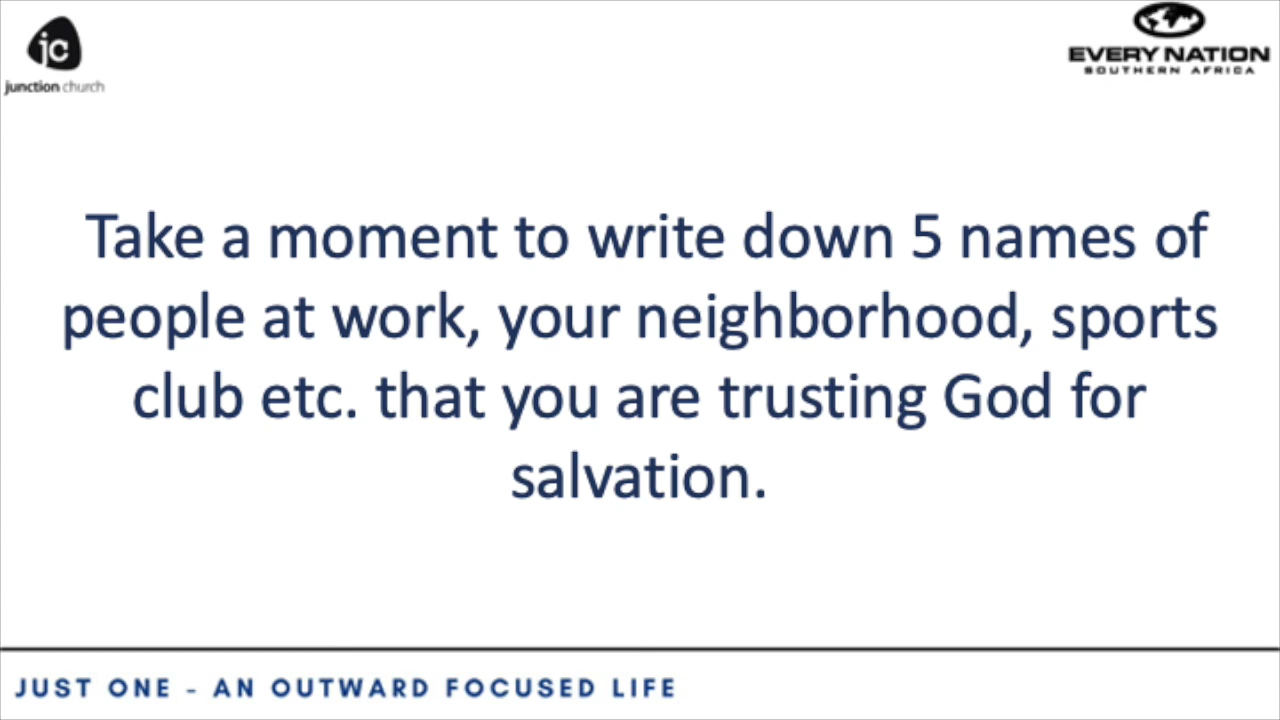 jc
junction church
EVERY NATION
SOUTHERN AFRICA
Take a moment to write down 5 names of
people at work, your neighborhood, sports
club etc. that you are trusting God for
salvation.
JUST ONE - AN OUTWARD FOCUSED LIFE